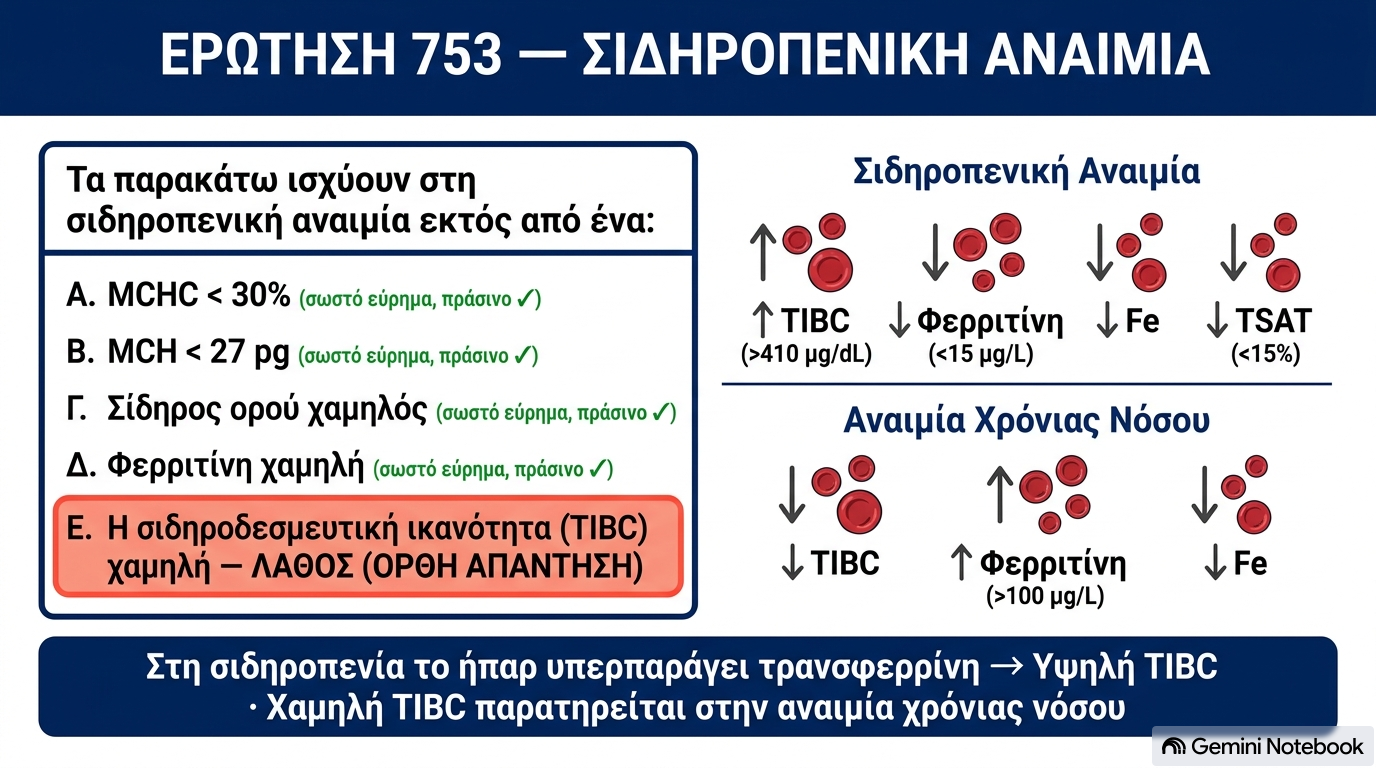 ΕΡΩΤΗΣΗ 753 — ΣΙΔΗΡΟΠΕΝΙΚΗ ΑΝΑΙΜΙΑ
Τα παρακάτω ισχύουν στη
σιδηροπενική αναιμία εκτός από ένα:
Α. MCHC < 30% (σωστό εύρημα, πράσινο ✓)
Β. MCH < 27 pg (σωστό εύρημα, πράσινο ✓)
Γ. Σίδηρος ορού χαμηλός (σωστό εύρημα, πράσινο ✓)
Δ. Φερριτίνη χαμηλή (σωστό εύρημα, πράσινο ✓)
Ε. Η σιδηροδεσμευτική ικανότητα (TIBC)
χαμηλή — ΛΑΘΟΣ (ΟΡΘΗ ΑΠΑΝΤΗΣΗ)
Σιδηροπενική Αναιμία
↑ TIBC ↓ Φερριτίνη ↓ Fe ↓ TSAT
(>410 μg/dL) (<15 μg/L) (<15%)
Αναιμία Χρόνιας Νόσου
↓ TIBC ↑ Φερριτίνη ↓ Fe
(>100 μg/L)
Στη σιδηροπενία το ήπαρ υπερπαράγει τρανσφερρίνη → Υψηλή TIBC
· Χαμηλή TIBC παρατηρείται στην αναιμία χρόνιας νόσου
Gemini Notebook